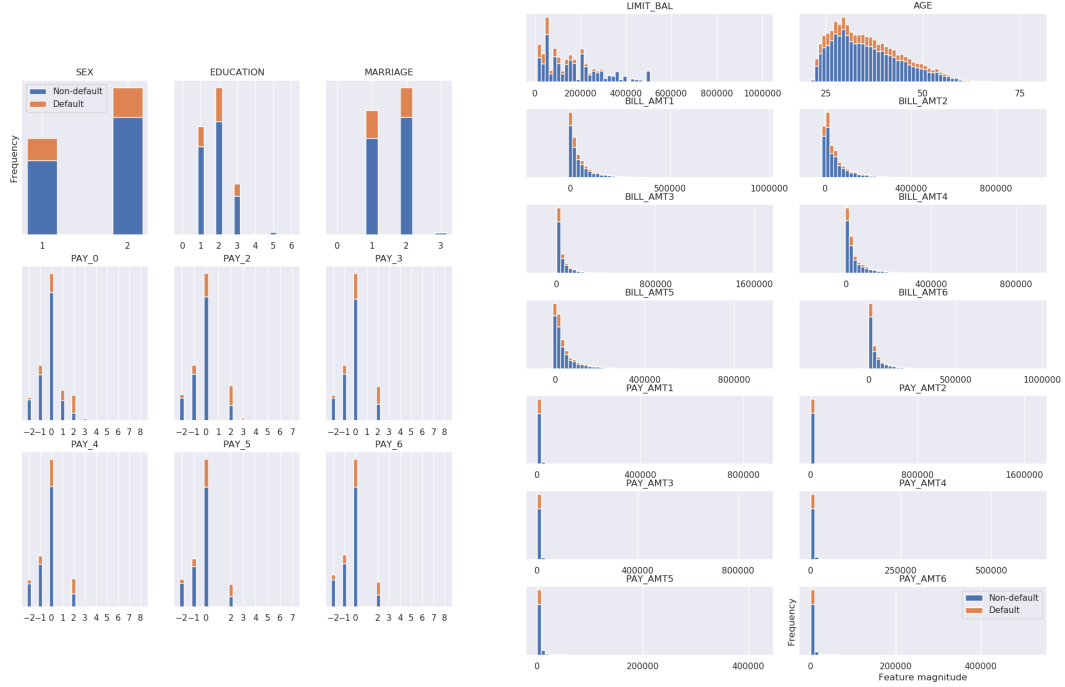 SEX
EDUCATION
MARRIAGE
Non-default
Default
Frequency
1 2
0 1 2 3 4 5 6
0 1 2 3
PAY_0
PAY_2
PAY_3
−2−1 0 1 2 3 4 5 6 7 8
−2−1 0 1 2 3 4 5 6 7
−2−1 0 1 2 3 4 5 6 7 8
PAY_4
PAY_5
PAY_6
−2−1 0 1 2 3 4 5 6 7 8
−2−1 0 2 3 4 5 6 7 8
−2−1 0 2 3 4 5 6 7 8
LIMIT_BAL
AGE
0 200000 400000 600000 800000 1000000
25 50 75
BILL_AMT1
BILL_AMT2
0 500000 1000000
0 400000 800000
BILL_AMT3
BILL_AMT4
0 800000 1600000
0 400000 800000
BILL_AMT5
BILL_AMT6
0 400000 800000
0 500000 1000000
PAY_AMT1
PAY_AMT2
0 400000 800000
0 800000 1600000
PAY_AMT3
PAY_AMT4
0 400000 800000
0 250000 500000
PAY_AMT5
PAY_AMT6
0 200000 400000
Frequency
Non-default
Default
0 200000 400000
Feature magnitude